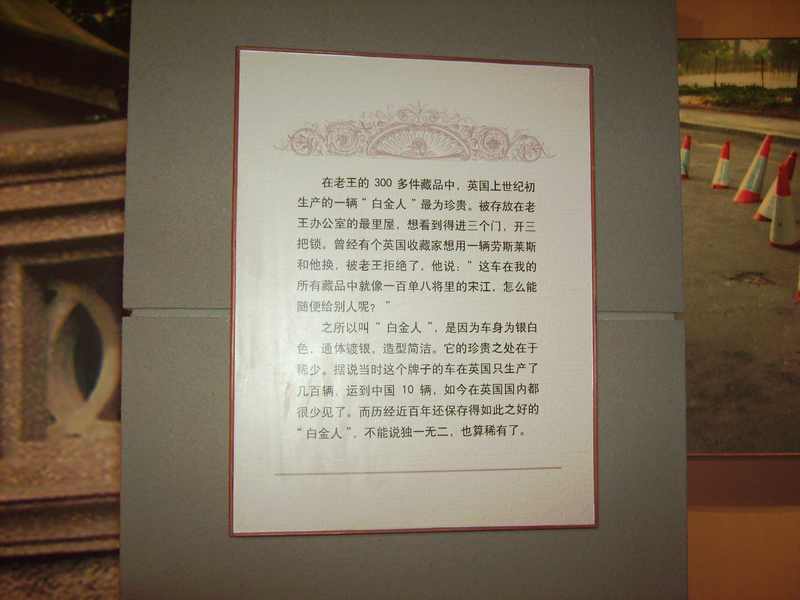 在老王的 300 多件藏品中，英国上世纪初
生产的一辆“白金人”最为珍贵。被存放在老
王办公室的最里屋，想看到得进三个门，开三
把锁。曾经有个英国收藏家想用一辆劳斯莱斯
和他换，被老王拒绝了，他说：”这车在我的
所有藏品中就像一百单八将里的宋江，怎么能
随便给别人呢？”
之所以叫“白金人”，是因为车身为银白
色，通体镀银，造型简洁。它的珍贵之处在于
稀少。据说当时这个牌子的车在英国只生产了
几百辆，运到中国 10 辆，如今在英国国内都
很少见了。而历经近百年还保存得如此之好的
“白金人”，不能说独一无二，也算稀有了。